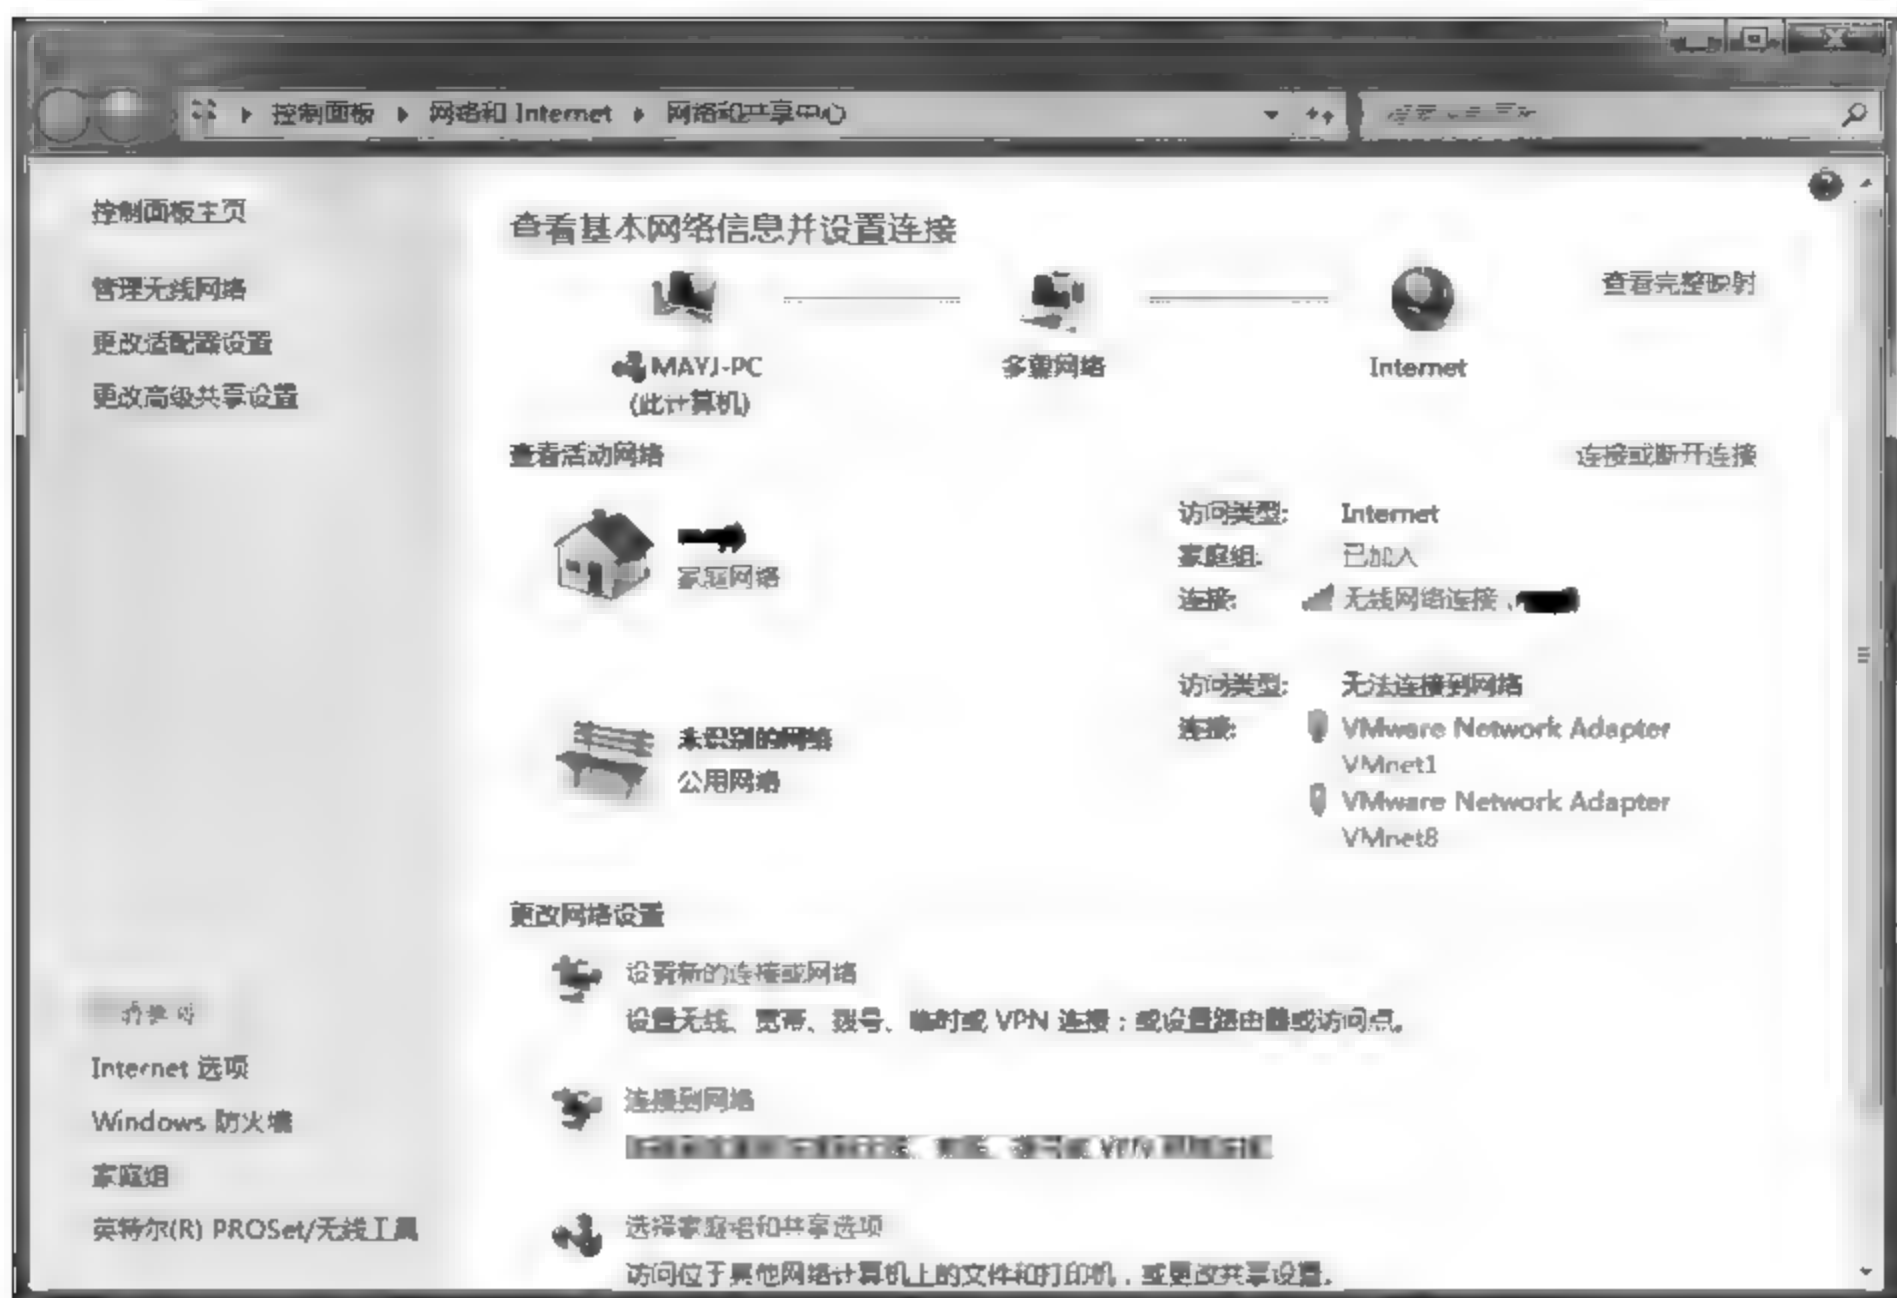 控制面板 ▸ 网络和 Internet ▸ 网络和共享中心
控制面板主页
管理无线网络
更改适配器设置
更改高级共享设置
Internet 选项
Windows 防火墙
家庭组
英特尔(R) PROSet/无线工具
查看基本网络信息并设置连接
查看完整映射
MAYJ-PC
(此计算机)
多重网络
Internet
查看活动网络
连接或断开连接
家庭网络
访问类型: Internet
家庭组: 已加入
连接: 无线网络连接
未识别的网络
公用网络
访问类型: 无法连接到网络
连接: VMware Network Adapter
VMnet1
VMware Network Adapter
VMnet8
更改网络设置
设置新的连接或网络
设置无线、宽带、拨号、临时或 VPN 连接；或设置路由器或访问点。
连接到网络
选择家庭组和共享选项
访问位于其他网络计算机上的文件和打印机，或更改共享设置。